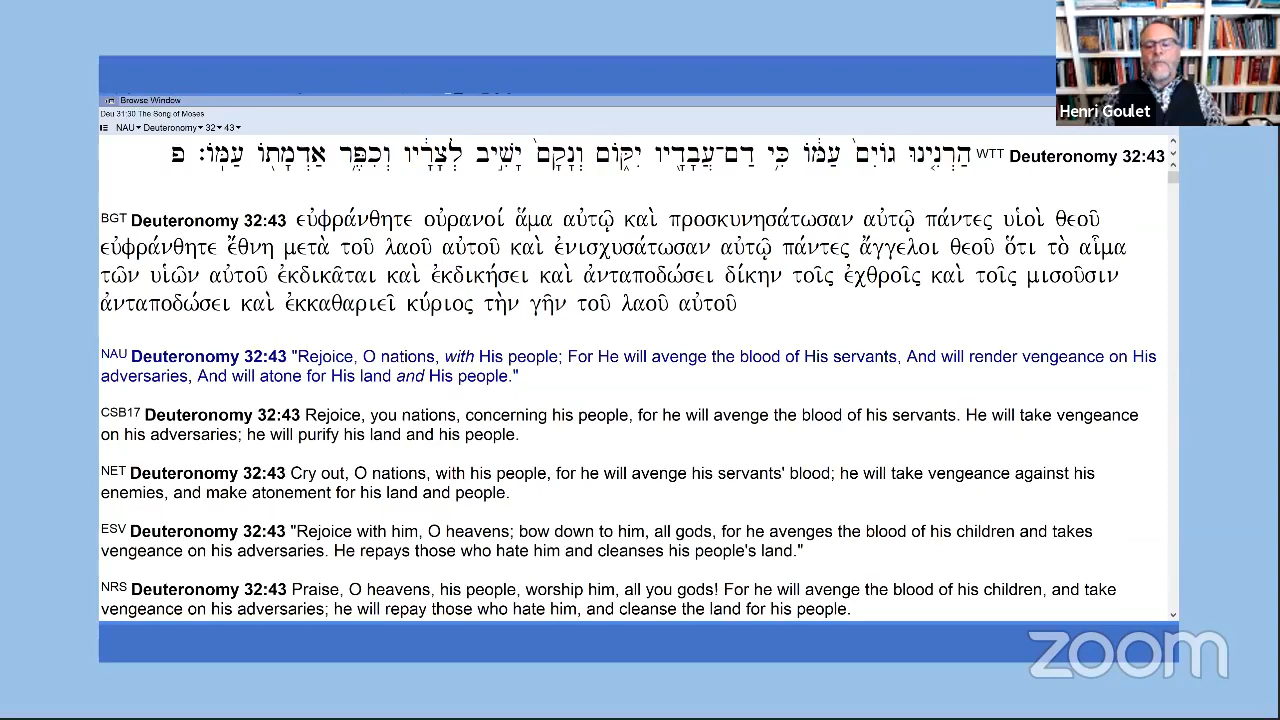 Henri Goulet
Browse Window
Deu 31:30 The Song of Moses
NAU Deuteronomy 32 43
WTT Deuteronomy 32:43 הַרְנִ֤ינוּ גוֹיִם֙ עַמּ֔וֹ כִּ֥י דַם־עֲבָדָ֖יו יִקּ֑וֹם וְנָקָם֙ יָשִׁ֣יב לְצָרָ֔יו וְכִפֶּ֥ר אַדְמָת֖וֹ עַמּֽוֹ׃ פ
BGT Deuteronomy 32:43 εὐφράνθητε οὐρανοί ἅμα αὐτῷ καὶ προσκυνησάτωσαν αὐτῷ πάντες υἱοὶ θεοῦ
εὐφράνθητε ἔθνη μετὰ τοῦ λαοῦ αὐτοῦ καὶ ἐνισχυσάτωσαν αὐτῷ πάντες ἄγγελοι θεοῦ ὅτι τὸ αἷμα
τῶν υἱῶν αὐτοῦ ἐκδικᾶται καὶ ἐκδικήσει καὶ ἀνταποδώσει δίκην τοῖς ἐχθροῖς καὶ τοῖς μισοῦσιν
ἀνταποδώσει καὶ ἐκκαθαριεῖ κύριος τὴν γῆν τοῦ λαοῦ αὐτοῦ
NAU Deuteronomy 32:43 "Rejoice, O nations, with His people; For He will avenge the blood of His servants, And will render vengeance on His
adversaries, And will atone for His land and His people."
CSB17 Deuteronomy 32:43 Rejoice, you nations, concerning his people, for he will avenge the blood of his servants. He will take vengeance
on his adversaries; he will purify his land and his people.
NET Deuteronomy 32:43 Cry out, O nations, with his people, for he will avenge his servants' blood; he will take vengeance against his
enemies, and make atonement for his land and people.
ESV Deuteronomy 32:43 "Rejoice with him, O heavens; bow down to him, all gods, for he avenges the blood of his children and takes
vengeance on his adversaries. He repays those who hate him and cleanses his people's land."
NRS Deuteronomy 32:43 Praise, O heavens, his people, worship him, all you gods! For he will avenge the blood of his children, and take
vengeance on his adversaries; he will repay those who hate him, and cleanse the land for his people.
zoom